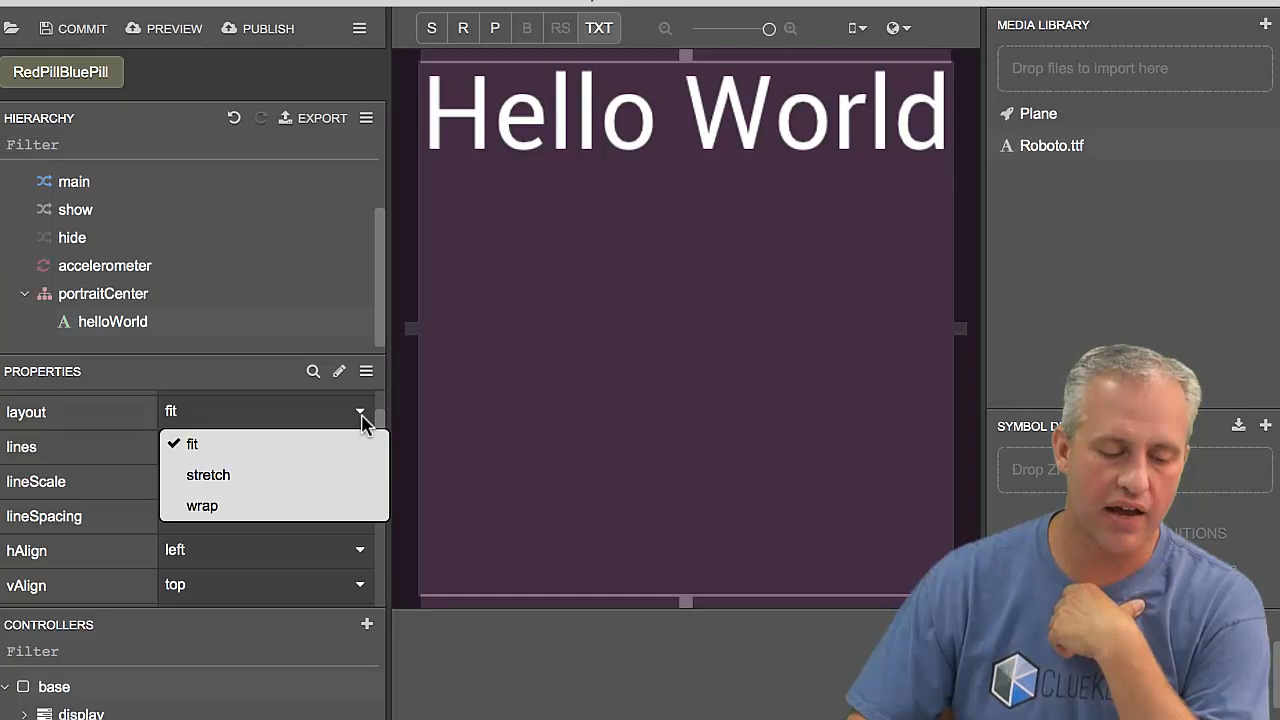 COMMIT
PREVIEW
PUBLISH
S R P B RS TXT
MEDIA LIBRARY
Drop files to import here
RedPillBluePill
Plane
Roboto.ttf
HIERARCHY
EXPORT
Filter
main
show
hide
accelerometer
portraitCenter
A helloWorld
Hello World
PROPERTIES
layout fit
fit
stretch
wrap
lines
lineScale
lineSpacing
hAlign left
vAlign top
CONTROLLERS
Filter
base
display
SYMBOL D
Drop Z
NITIONS
CLUEKE